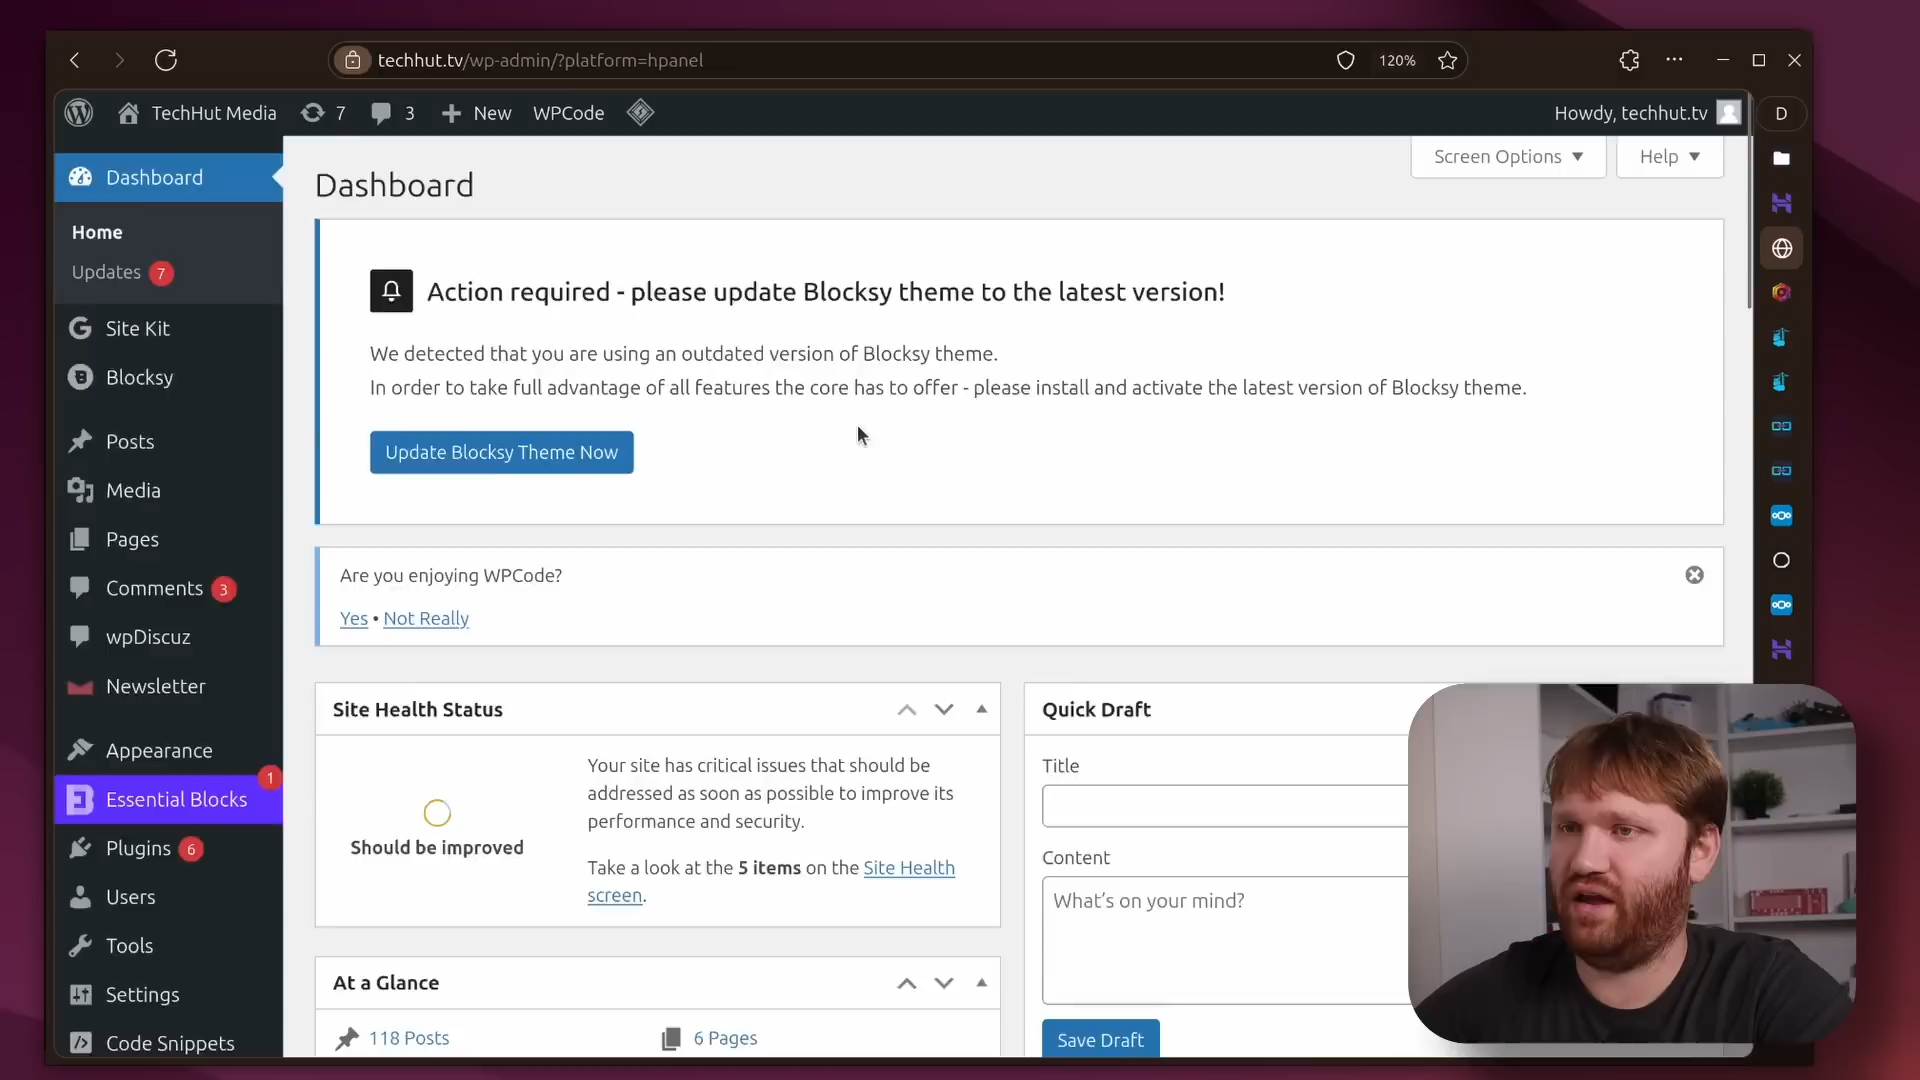 techhut.tv/wp-admin/?platform=hpanel
120%
TechHut Media
7
3
New
WPCode
Howdy, techhut.tv
D
Dashboard
Home
Updates 7
Site Kit
Blocksy
Posts
Media
Pages
Comments 3
wpDiscuz
Newsletter
Appearance
Essential Blocks 1
Plugins 6
Users
Tools
Settings
Code Snippets
Screen Options
Help
Dashboard
Action required - please update Blocksy theme to the latest version!
We detected that you are using an outdated version of Blocksy theme.
In order to take full advantage of all features the core has to offer - please install and activate the latest version of Blocksy theme.
Update Blocksy Theme Now
Are you enjoying WPCode?
Yes • Not Really
Site Health Status
Should be improved
Your site has critical issues that should be
addressed as soon as possible to improve its
performance and security.
Take a look at the 5 items on the Site Health
screen.
At a Glance
118 Posts
6 Pages
Quick Draft
Title
Content
What's on your mind?
Save Draft